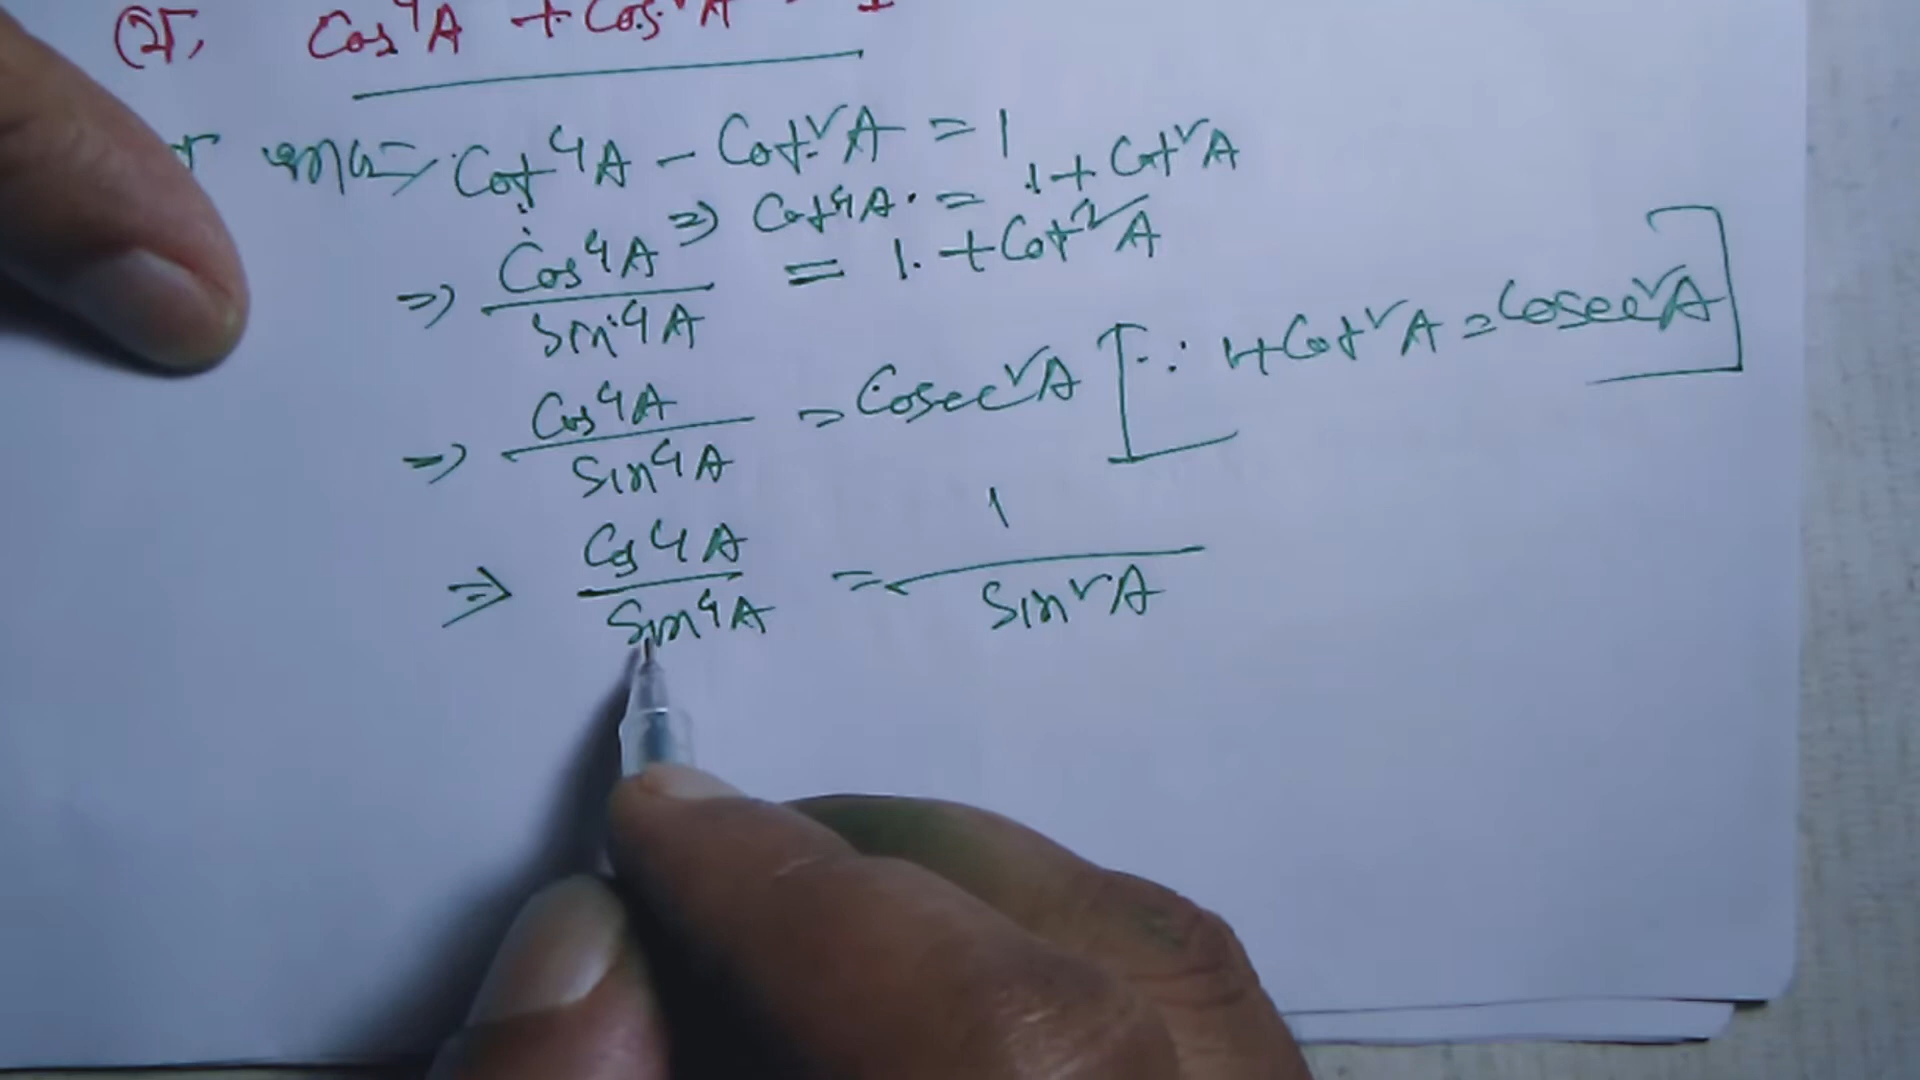 Cos⁴A + Cos²A = 1
Cot⁴A - Cot²A = 1
⇒ Cot⁴A = 1 + Cot²A
⇒ Cos⁴A / Sin⁴A = 1 + Cot²A
⇒ Cos⁴A / Sin⁴A = Cosec²A [∵ 1+Cot²A = Cosec²A]
⇒ Cos⁴A / Sin⁴A = 1 / Sin²A